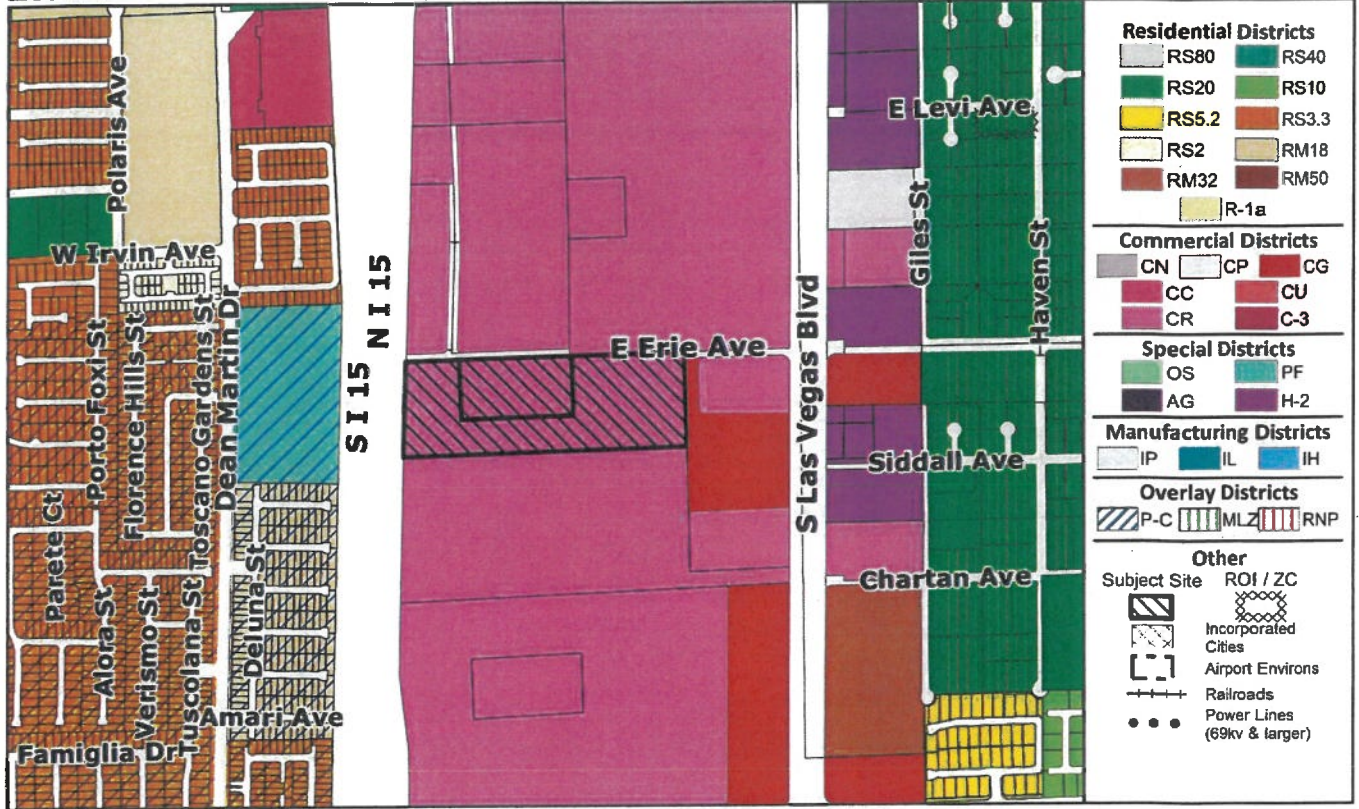 Polaris Ave
W Irvin Ave
Porto Foxi St
Florence Hills St
Toscano Gardens St
Dean Martin Dr
Parete Ct
Alora St
Verismo St
Tuscolana St
Deluna St
Amari Ave
Famiglia Dr
S I 15
N I 15
E Erie Ave
S Las Vegas Blvd
E Levi Ave
Giles St
Haven St
Siddall Ave
Chartan Ave
Residential Districts
RS80 RS40
RS20 RS10
RS5.2 RS3.3
RS2 RM18
RM32 RM50
R-1a
Commercial Districts
CN CP CG
CC CU
CR C-3
Special Districts
OS PF
AG H-2
Manufacturing Districts
IP IL IH
Overlay Districts
P-C MLZ RNP
Other
Subject Site ROI / ZC
Incorporated
Cities
Airport Environs
Railroads
Power Lines
(69kv & larger)